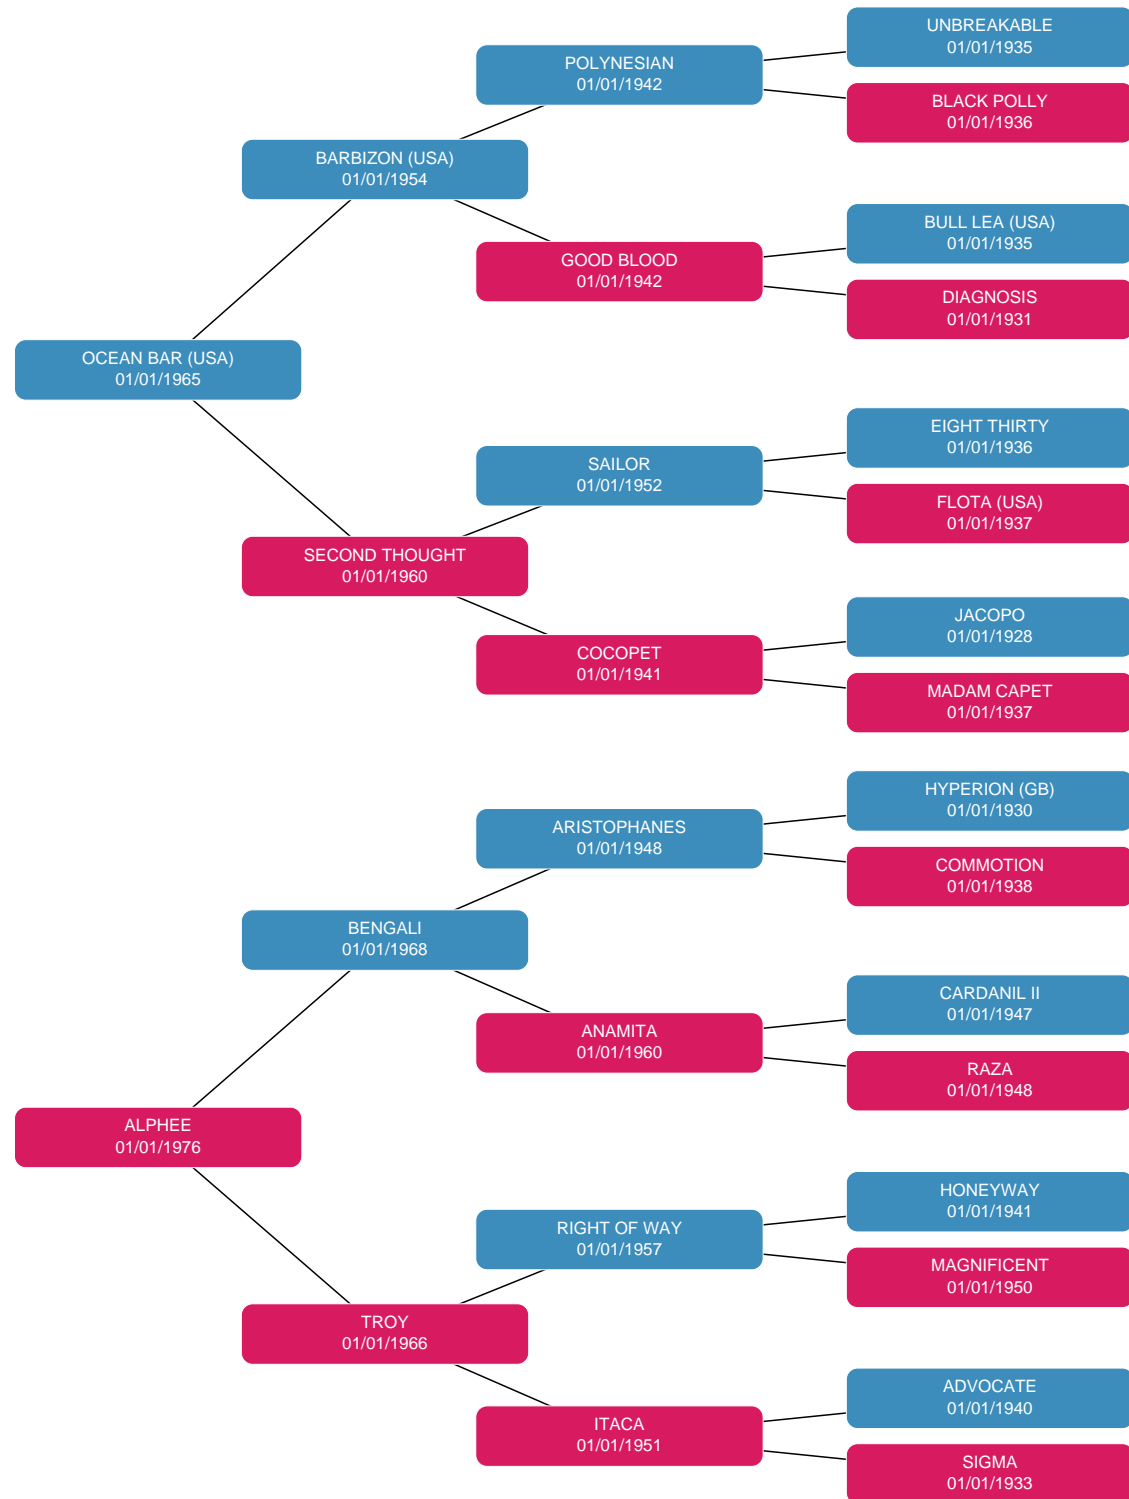 UNBREAKABLE
01/01/1935
POLYNESIAN
01/01/1942
BLACK POLLY
01/01/1936
BARBIZON (USA)
01/01/1954
BULL LEA (USA)
01/01/1935
GOOD BLOOD
01/01/1942
DIAGNOSIS
01/01/1931
OCEAN BAR (USA)
01/01/1965
EIGHT THIRTY
01/01/1936
SAILOR
01/01/1952
FLOTA (USA)
01/01/1937
SECOND THOUGHT
01/01/1960
JACOPO
01/01/1928
COCOPET
01/01/1941
MADAM CAPET
01/01/1937
HYPERION (GB)
01/01/1930
ARISTOPHANES
01/01/1948
COMMOTION
01/01/1938
BENGALI
01/01/1968
CARDANIL II
01/01/1947
ANAMITA
01/01/1960
RAZA
01/01/1948
ALPHEE
01/01/1976
HONEYWAY
01/01/1941
RIGHT OF WAY
01/01/1957
MAGNIFICENT
01/01/1950
TROY
01/01/1966
ADVOCATE
01/01/1940
ITACA
01/01/1951
SIGMA
01/01/1933